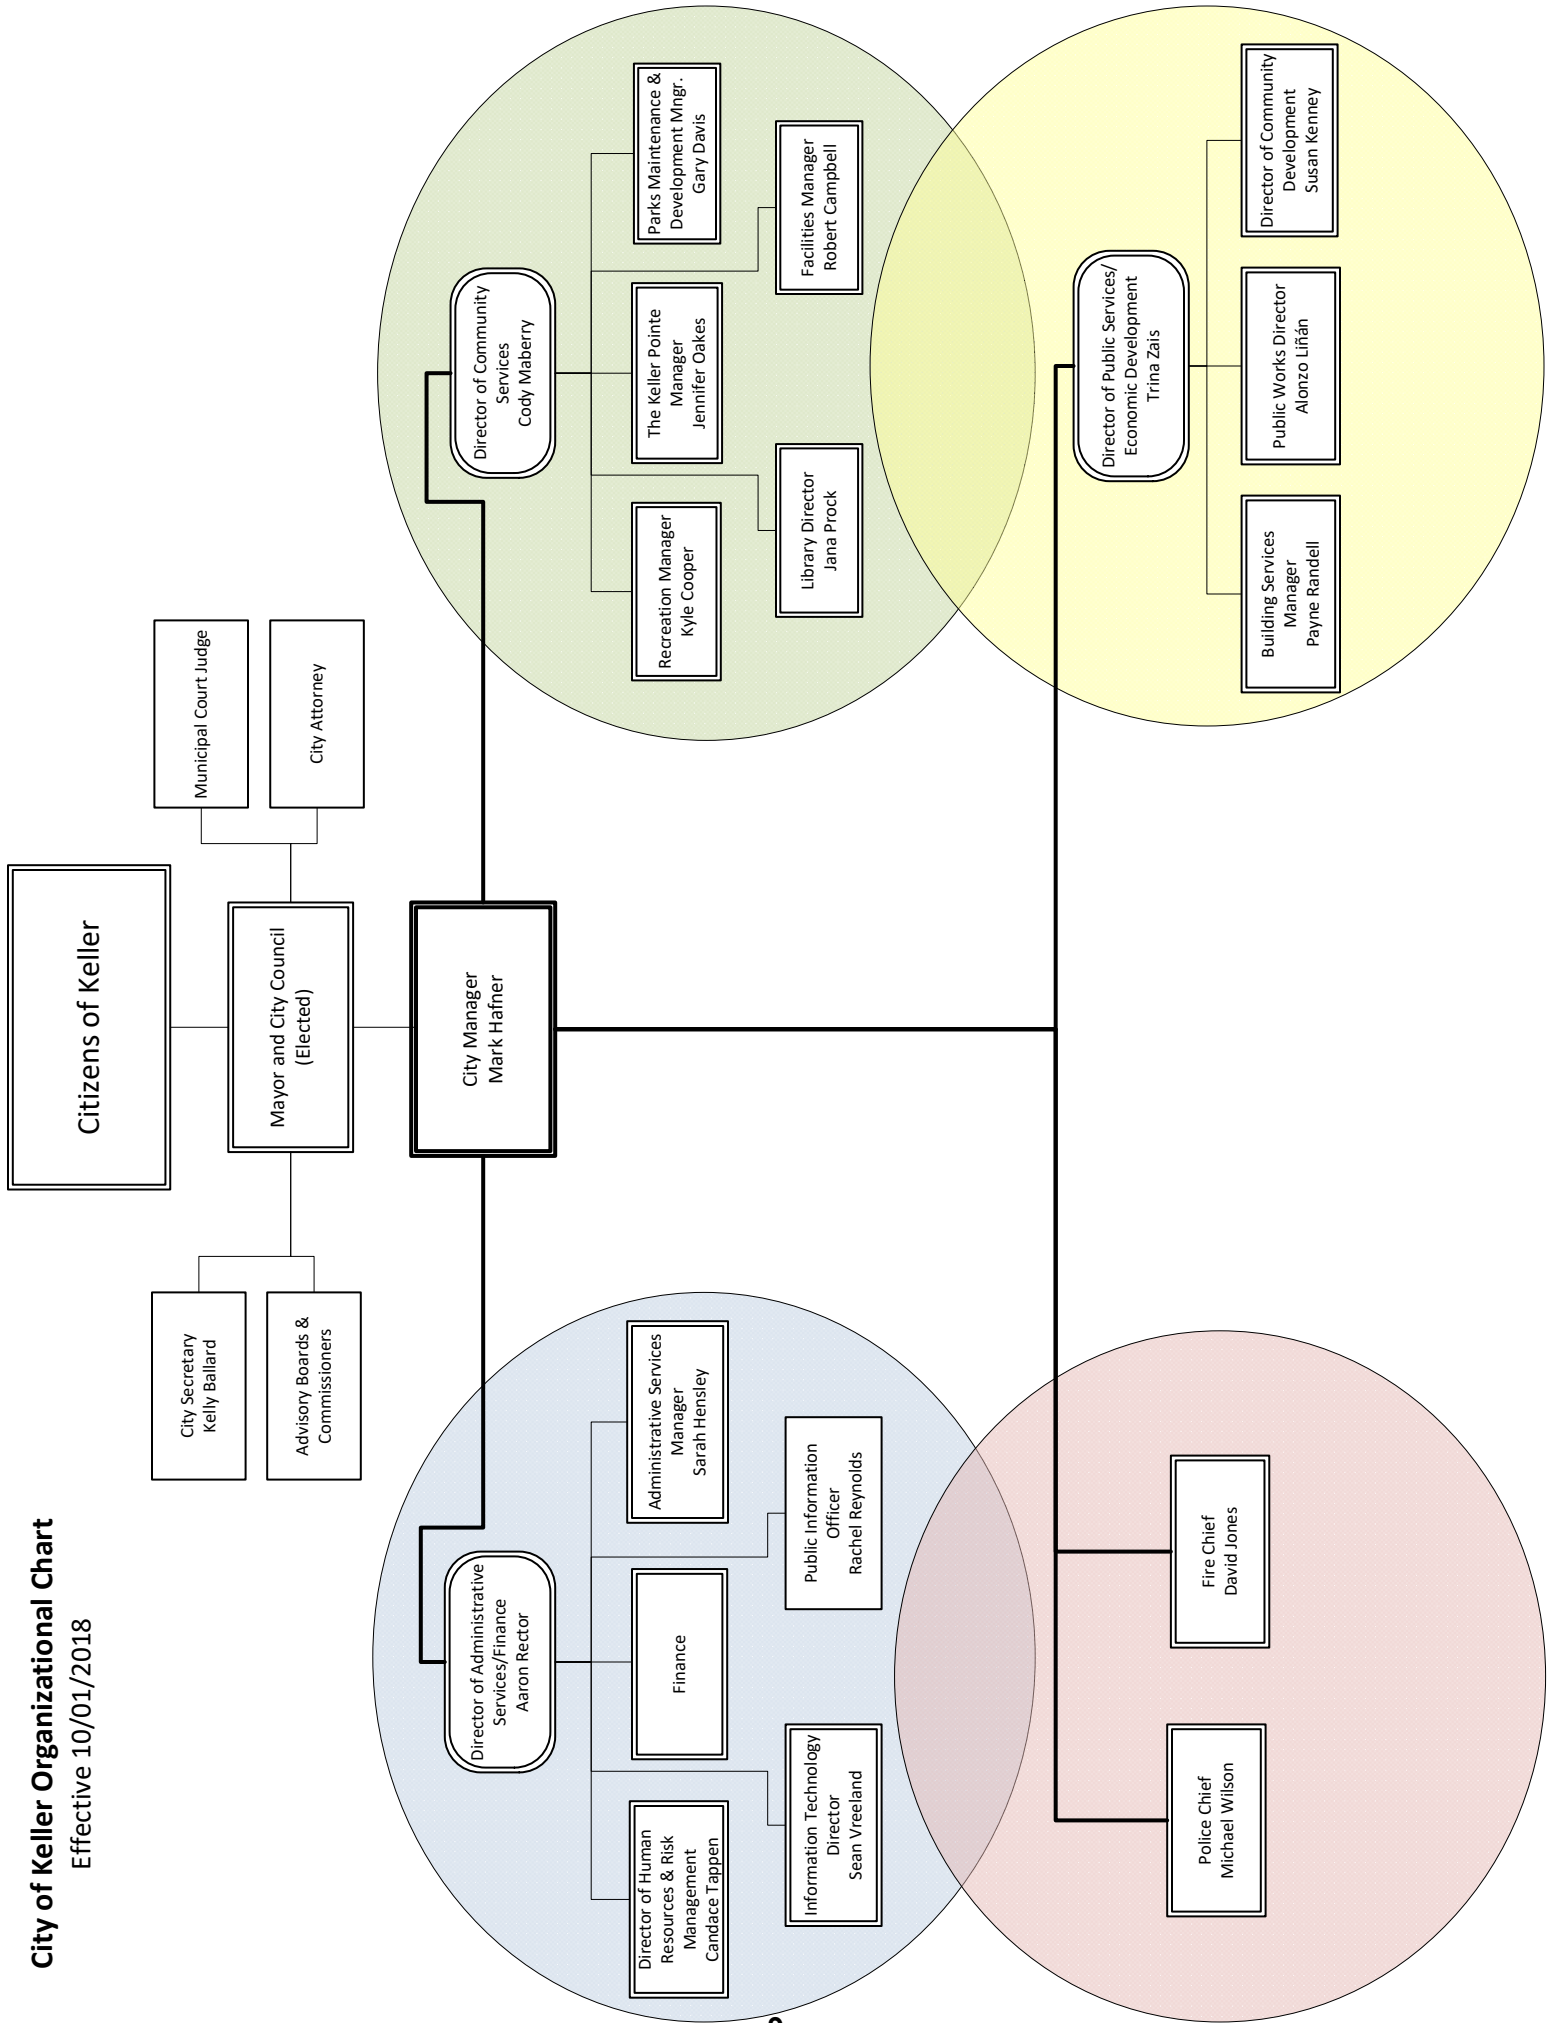 City of Keller Organizational Chart
Effective 10/01/2018
Citizens of Keller
Mayor and City Council
(Elected)
City Secretary
Kelly Ballard
Advisory Boards &
Commissioners
Municipal Court Judge
City Attorney
City Manager
Mark Hafner
Director of Administrative
Services/Finance
Aaron Rector
Director of Human
Resources & Risk
Management
Candace Tappen
Finance
Administrative Services
Manager
Sarah Hensley
Information Technology
Director
Sean Vreeland
Public Information
Officer
Rachel Reynolds
Director of Community
Services
Cody Maberry
Recreation Manager
Kyle Cooper
The Keller Pointe
Manager
Jennifer Oakes
Parks Maintenance &
Development Mngr.
Gary Davis
Library Director
Jana Prock
Facilities Manager
Robert Campbell
Police Chief
Michael Wilson
Fire Chief
David Jones
Director of Public Services/
Economic Development
Trina Zais
Building Services
Manager
Payne Randell
Public Works Director
Alonzo Liñán
Director of Community
Development
Susan Kenney